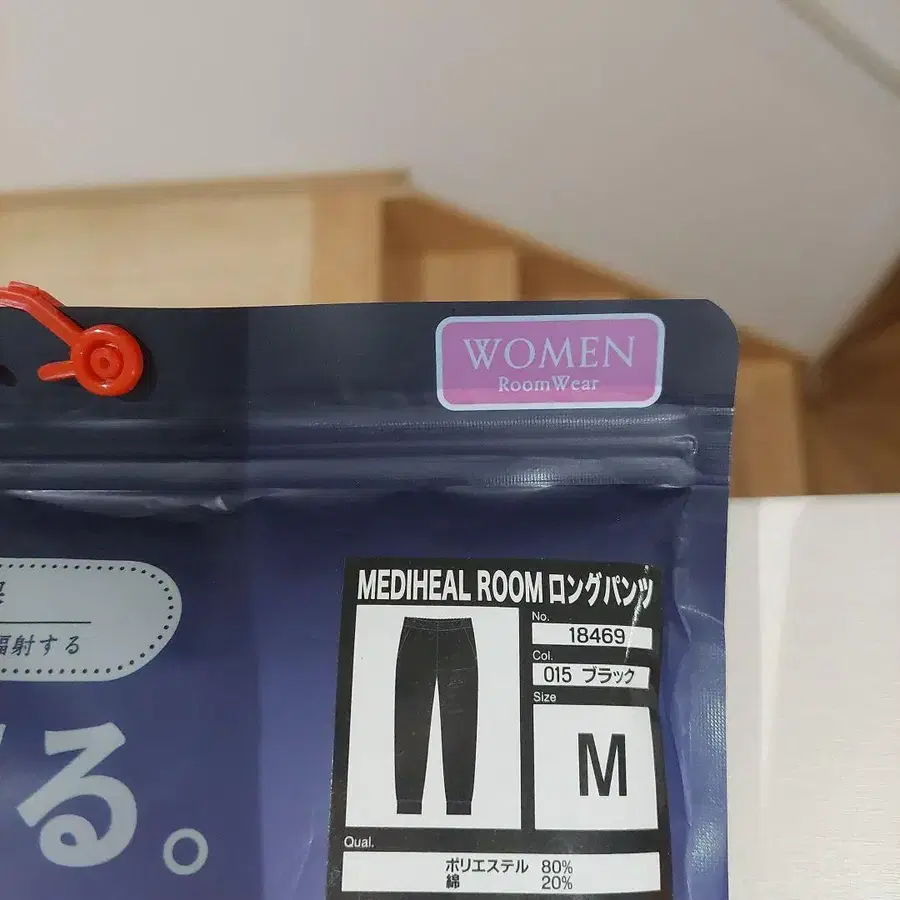 WOMEN
RoomWear
輻射する
る。
MEDIHEAL ROOM ロングパンツ
No.
18469
Col.
015 ブラック
Size
M
Qual.
ポリエステル 80%
綿 20%